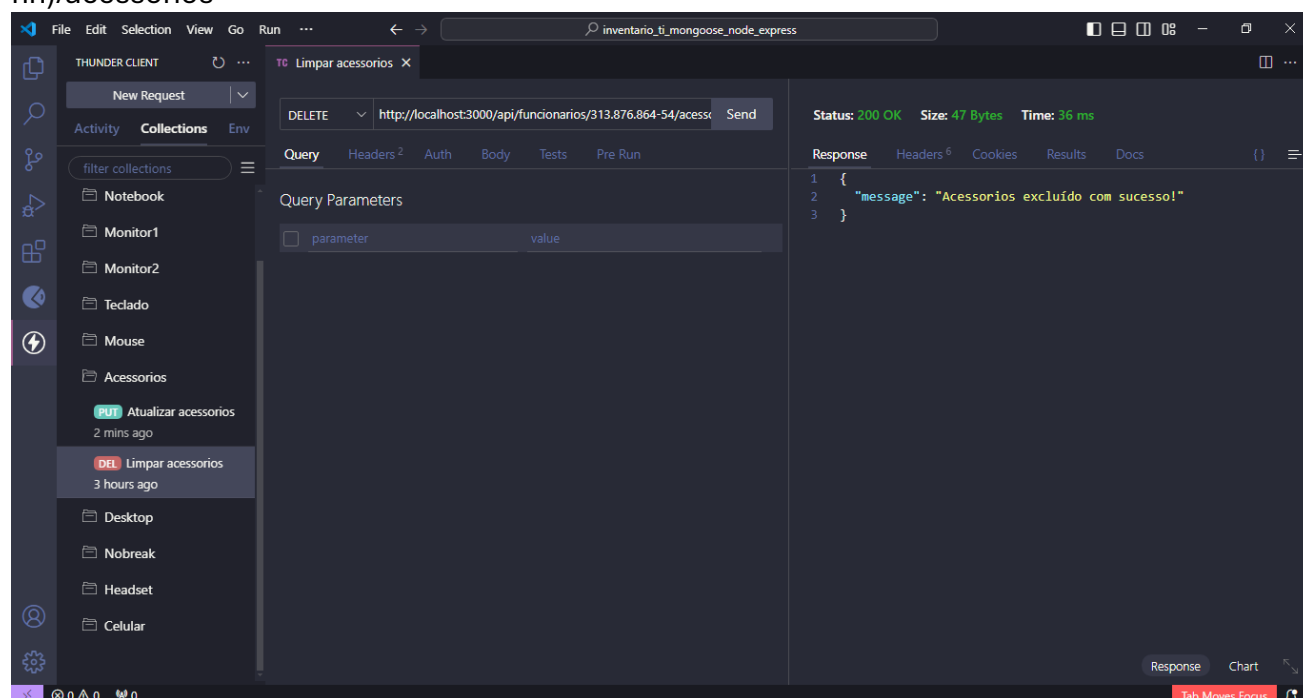 File Edit Selection View Go Run ... inventario_ti_mongoose_node_express
THUNDER CLIENT
New Request
Activity Collections Env
filter collections
Notebook
Monitor1
Monitor2
Teclado
Mouse
Acessorios
PUT Atualizar acessorios
2 mins ago
DEL Limpar acessorios
3 hours ago
Desktop
Nobreak
Headset
Celular
TC Limpar acessorios
DELETE http://localhost:3000/api/funcionarios/313.876.864-54/acesso Send
Query Headers 2 Auth Body Tests Pre Run
Query Parameters
parameter value
Status: 200 OK Size: 47 Bytes Time: 36 ms
Response Headers 6 Cookies Results Docs {}
1 {
2 "message": "Acessorios excluído com sucesso!"
3 }
Response Chart
0 0 0 Tab Moves Focus